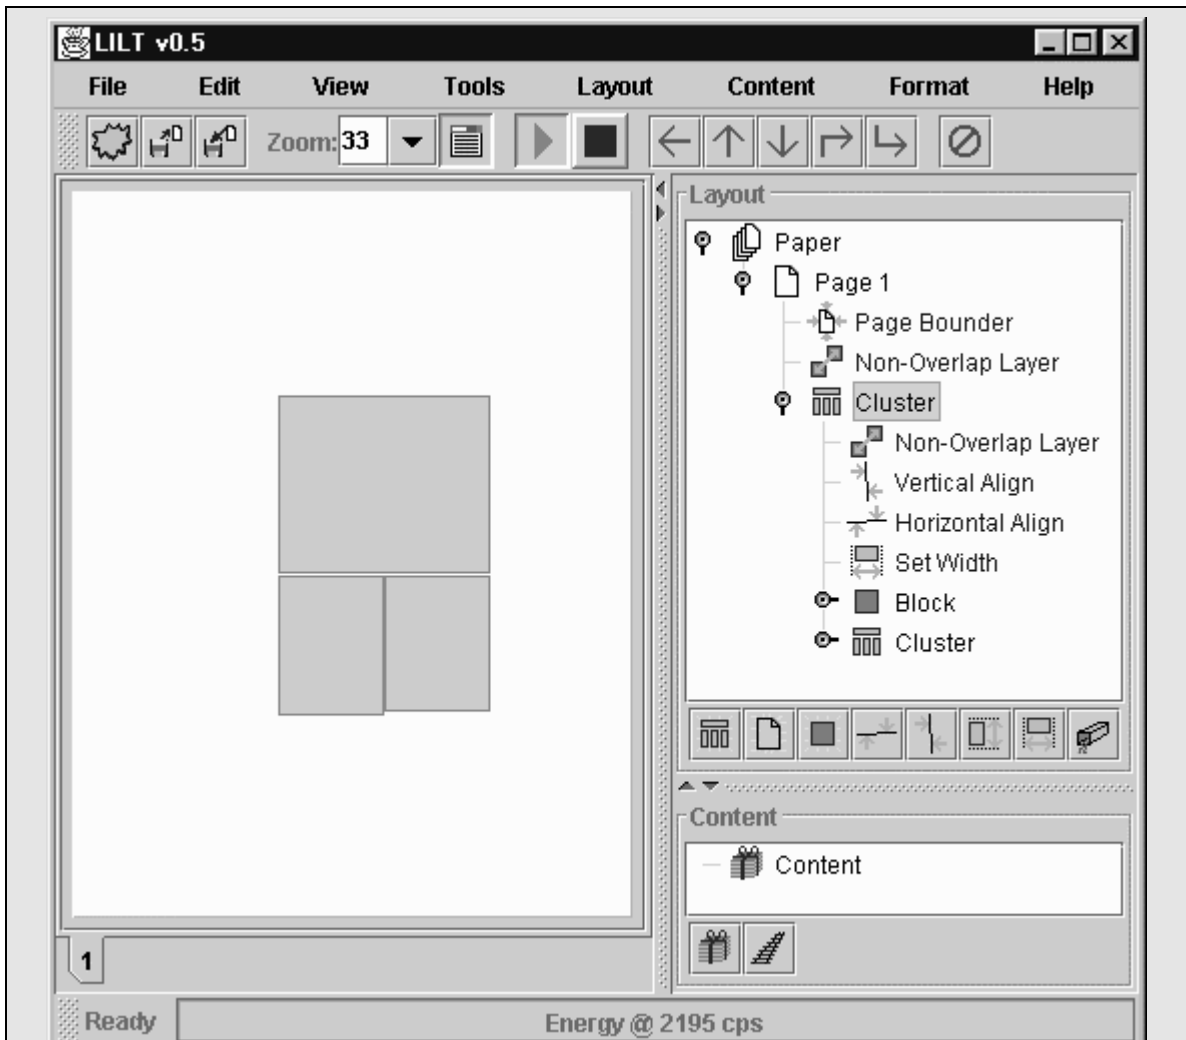 LILT v0.5
File Edit View Tools Layout Content Format Help
Zoom: 33
Layout
Paper
Page 1
Page Bounder
Non-Overlap Layer
Cluster
Non-Overlap Layer
Vertical Align
Horizontal Align
Set Width
Block
Cluster
Content
Content
1
Ready Energy @ 2195 cps